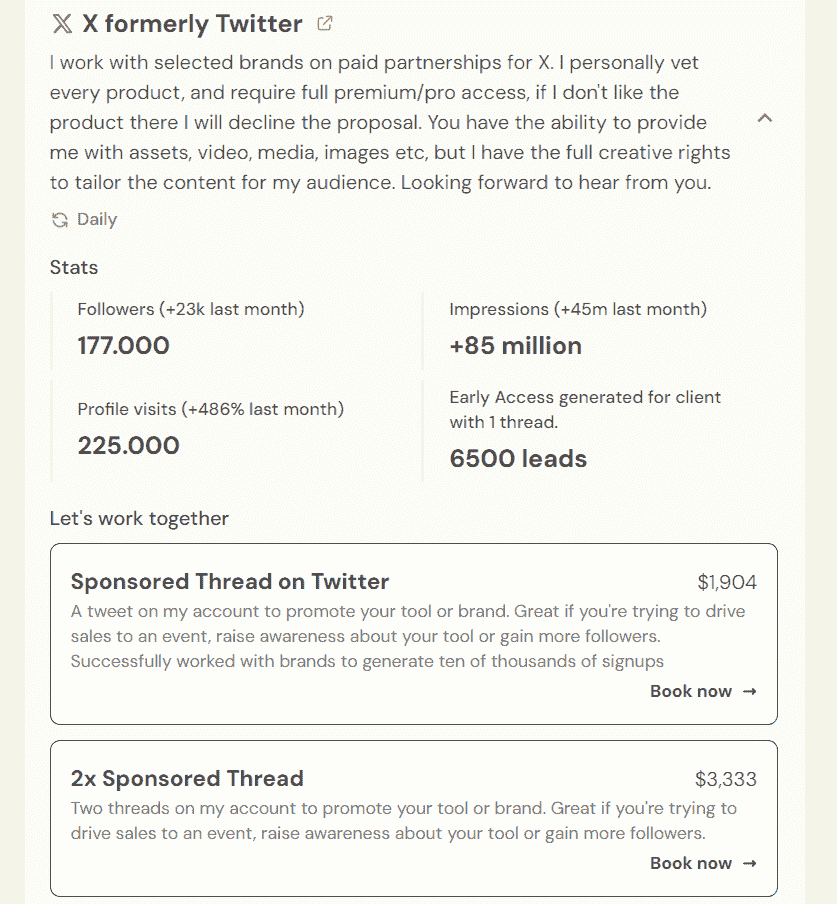 X formerly Twitter
I work with selected brands on paid partnerships for X. I personally vet
every product, and require full premium/pro access, if I don't like the
product there I will decline the proposal. You have the ability to provide
me with assets, video, media, images etc, but I have the full creative rights
to tailor the content for my audience. Looking forward to hear from you.
Daily
Stats
Followers (+23k last month)
177.000
Impressions (+45m last month)
+85 million
Profile visits (+486% last month)
225.000
Early Access generated for client
with 1 thread.
6500 leads
Let's work together
Sponsored Thread on Twitter
$1,904
A tweet on my account to promote your tool or brand. Great if you're trying to drive
sales to an event, raise awareness about your tool or gain more followers.
Successfully worked with brands to generate ten of thousands of signups
Book now →
2x Sponsored Thread
$3,333
Two threads on my account to promote your tool or brand. Great if you're trying to
drive sales to an event, raise awareness about your tool or gain more followers.
Book now →